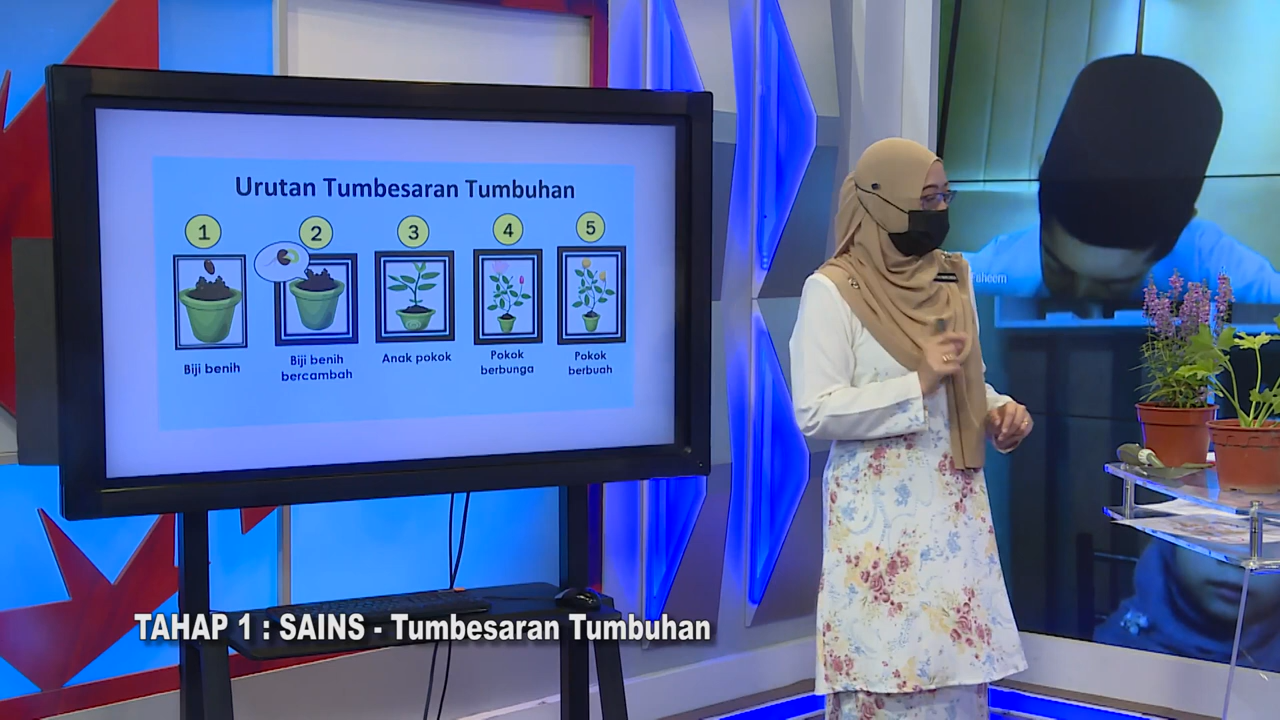 Urutan Tumbesaran Tumbuhan
1 2 3 4 5
Biji benih
Biji benih
bercambah
Anak pokok
Pokok
berbunga
Pokok
berbuah
Faheem
TAHAP 1 : SAINS - Tumbesaran Tumbuhan